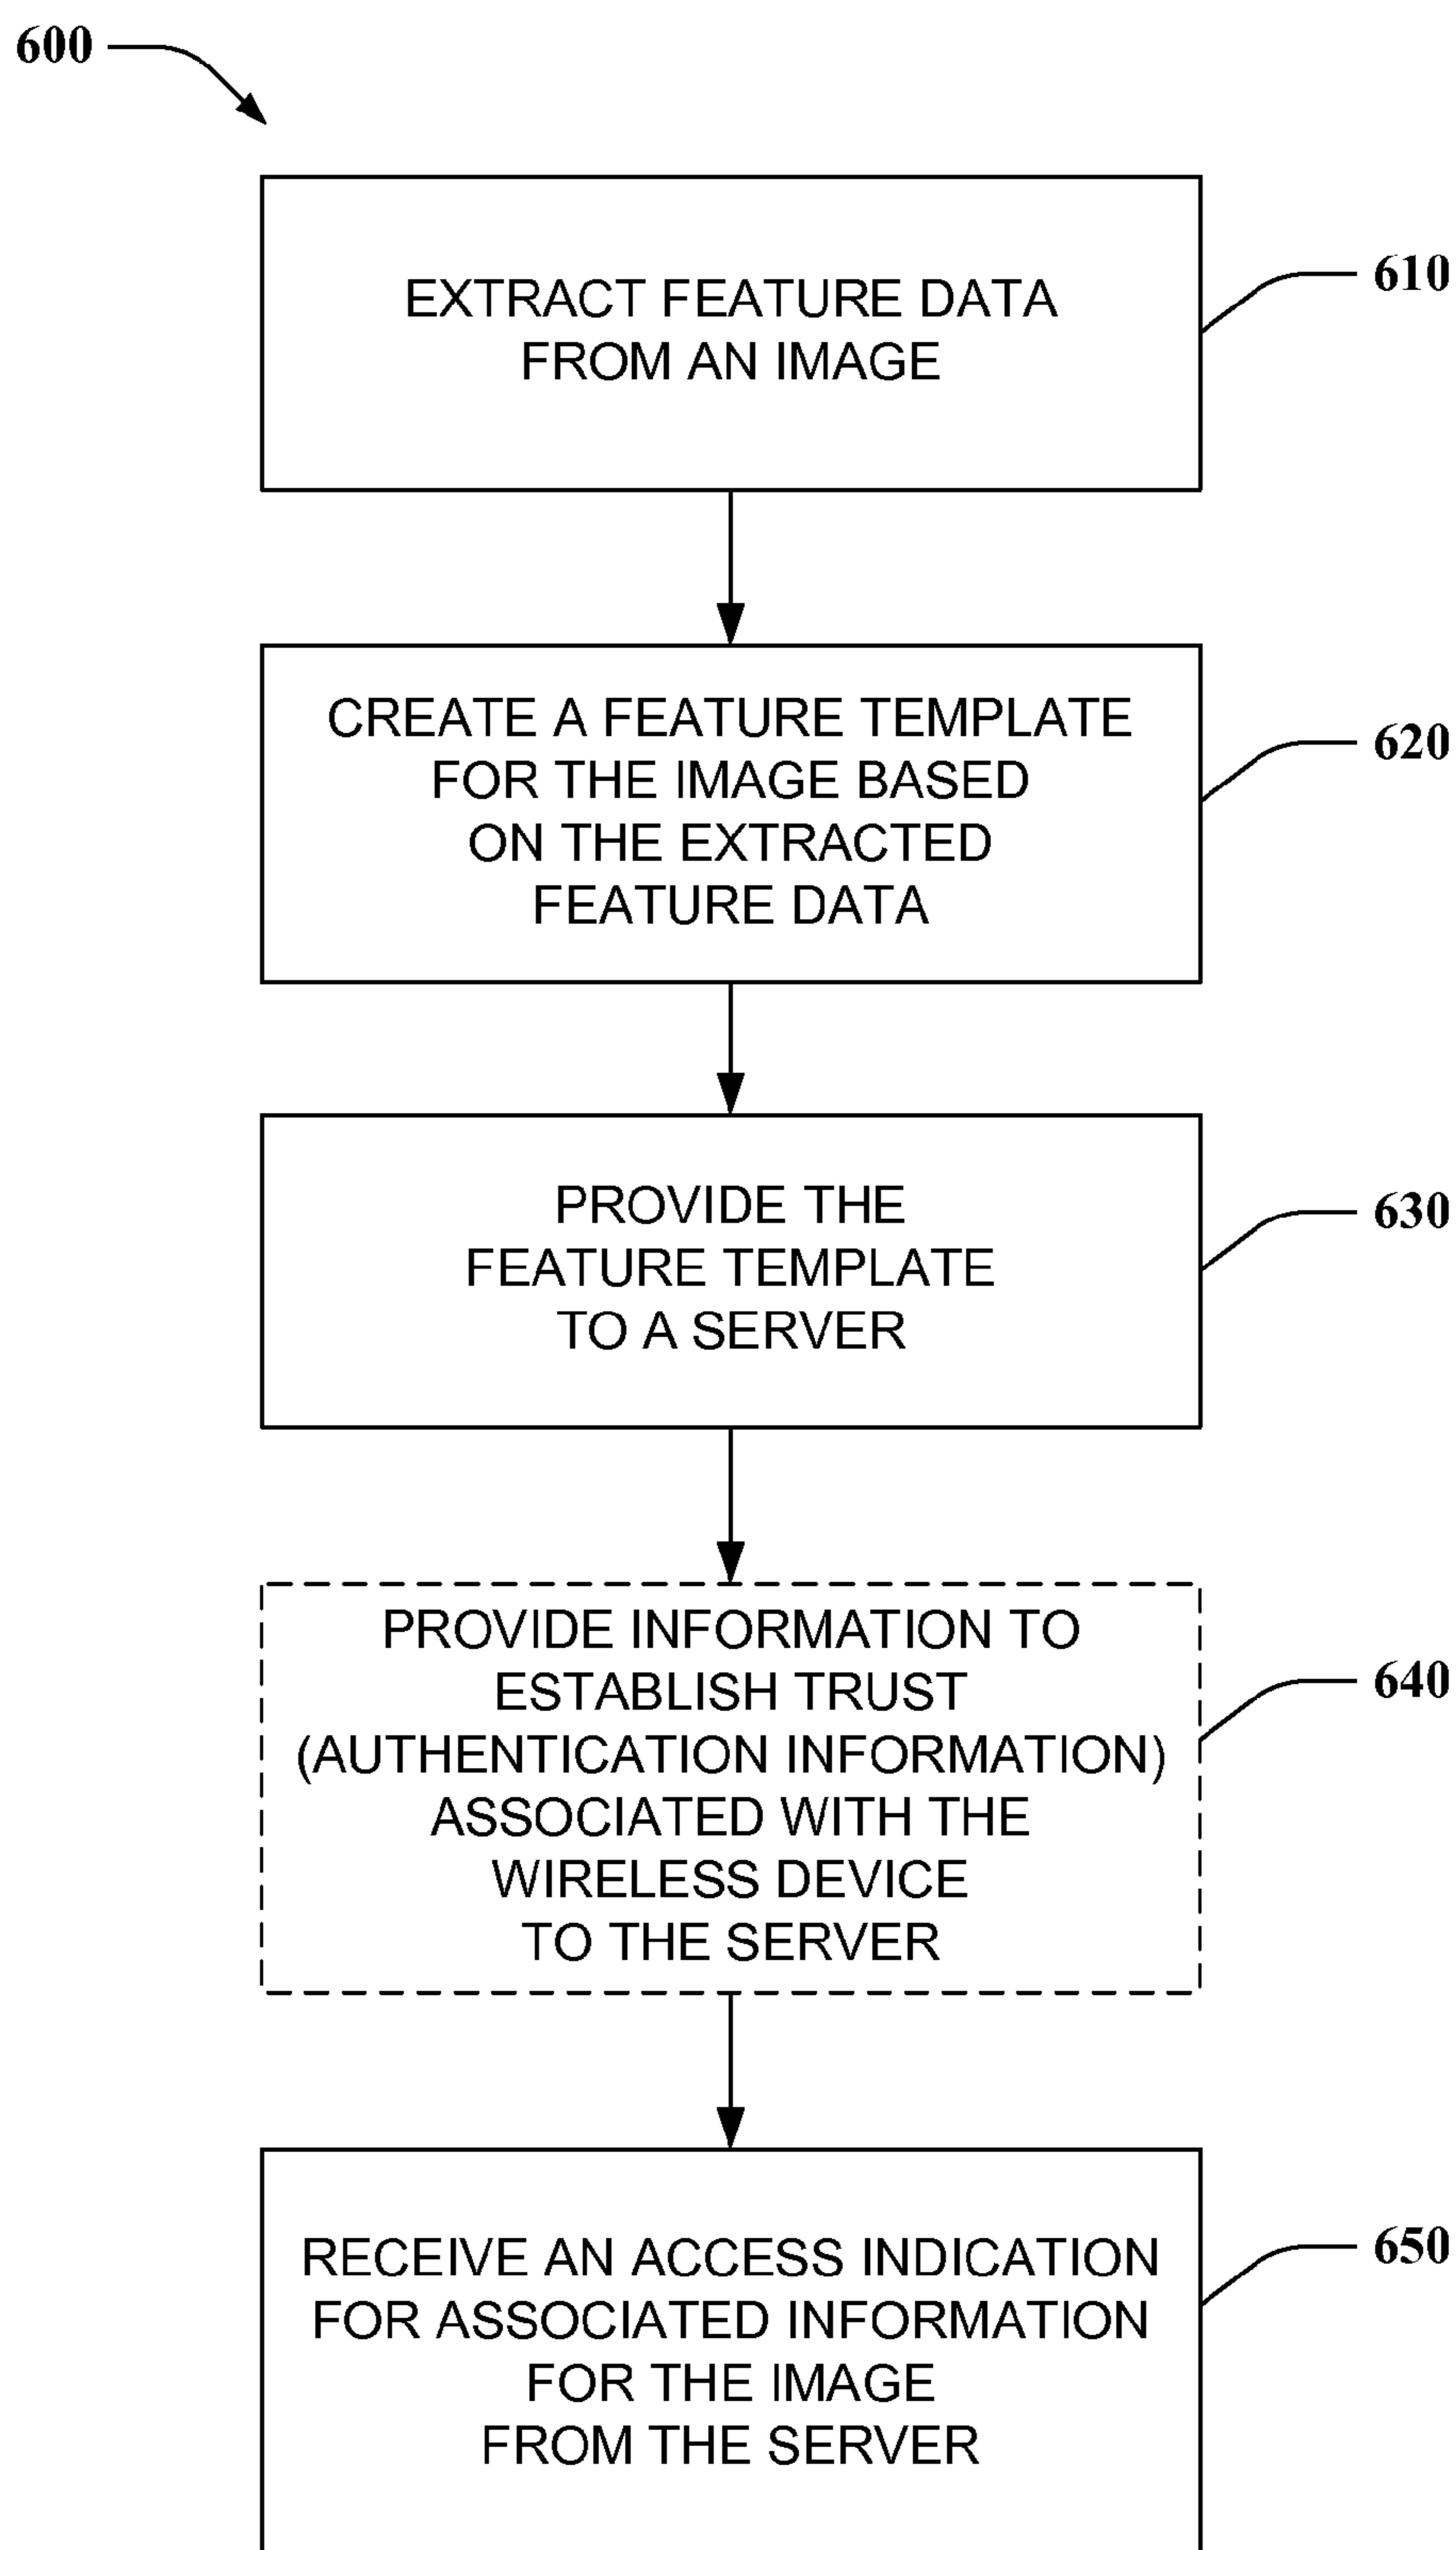 600
EXTRACT FEATURE DATA
FROM AN IMAGE
610
CREATE A FEATURE TEMPLATE
FOR THE IMAGE BASED
ON THE EXTRACTED
FEATURE DATA
620
PROVIDE THE
FEATURE TEMPLATE
TO A SERVER
630
PROVIDE INFORMATION TO
ESTABLISH TRUST
(AUTHENTICATION INFORMATION)
ASSOCIATED WITH THE
WIRELESS DEVICE
TO THE SERVER
640
RECEIVE AN ACCESS INDICATION
FOR ASSOCIATED INFORMATION
FOR THE IMAGE
FROM THE SERVER
650